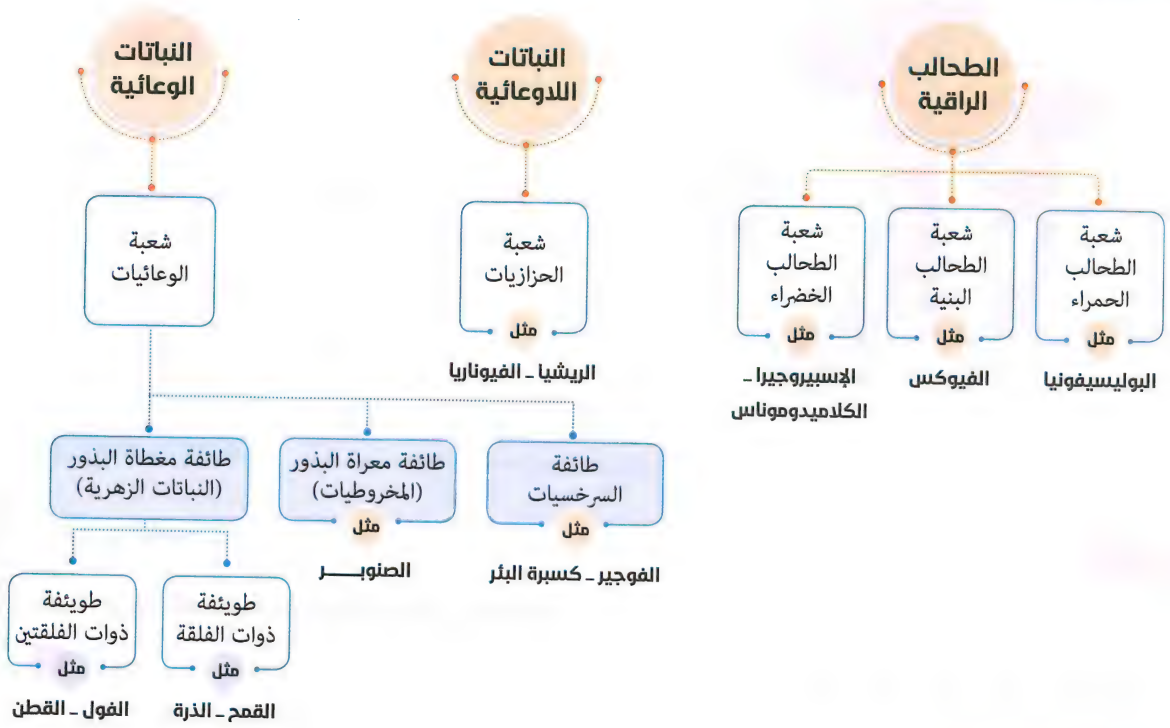 الطحالب
الراقية
شعبة
الطحالب
الحمراء
مثل
البوليسيفونيا
شعبة
الطحالب
البنية
مثل
الفيوكس
شعبة
الطحالب
الخضراء
مثل
الإسبيروجيرا ـ
الكلاميدوموناس
النباتات
اللاوعائية
شعبة
الحزازيات
مثل
الريشيا ـ الفيوناريا
النباتات
الوعائية
شعبة
الوعائيات
طائفة
السرخسيات
مثل
الفوجير ـ كسبرة البئر
طائفة معراة البذور
(المخروطيات)
مثل
الصنوبـــــر
طائفة مغطاة البذور
(النباتات الزهرية)
طويئفة
ذوات الفلقة
مثل
القمح ـ الذرة
طويئفة
ذوات الفلقتين
مثل
الفول ـ القطن